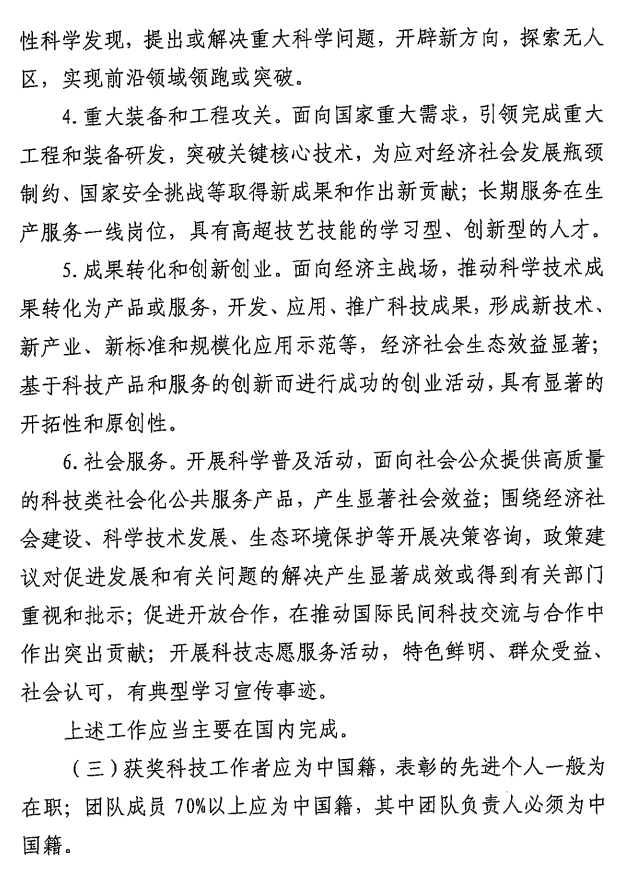 性科学发现，提出或解决重大科学问题，开辟新方向，探索无人
区，实现前沿领域领跑或突破。
4. 重大装备和工程攻关。面向国家重大需求，引领完成重大
工程和装备研发，突破关键核心技术，为应对经济社会发展瓶颈
制约、国家安全挑战等取得新成果和作出新贡献；长期服务在生
产服务一线岗位，具有高超技艺技能的学习型、创新型的人才。
5. 成果转化和创新创业。面向经济主战场，推动科学技术成
果转化为产品或服务，开发、应用、推广科技成果，形成新技术、
新产业、新标准和规模化应用示范等，经济社会生态效益显著；
基于科技产品和服务的创新而进行成功的创业活动，具有显著的
开拓性和原创性。
6. 社会服务。开展科学普及活动，面向社会公众提供高质量
的科技类社会化公共服务产品，产生显著社会效益；围绕经济社
会建设、科学技术发展、生态环境保护等开展决策咨询，政策建
议对促进发展和有关问题的解决产生显著成效或得到有关部门
重视和批示；促进开放合作，在推动国际民间科技交流与合作中
作出突出贡献；开展科技志愿服务活动，特色鲜明、群众受益、
社会认可，有典型学习宣传事迹。
上述工作应当主要在国内完成。
（三）获奖科技工作者应为中国籍，表彰的先进个人一般为
在职；团队成员 70%以上应为中国籍，其中团队负责人必须为中
国籍。